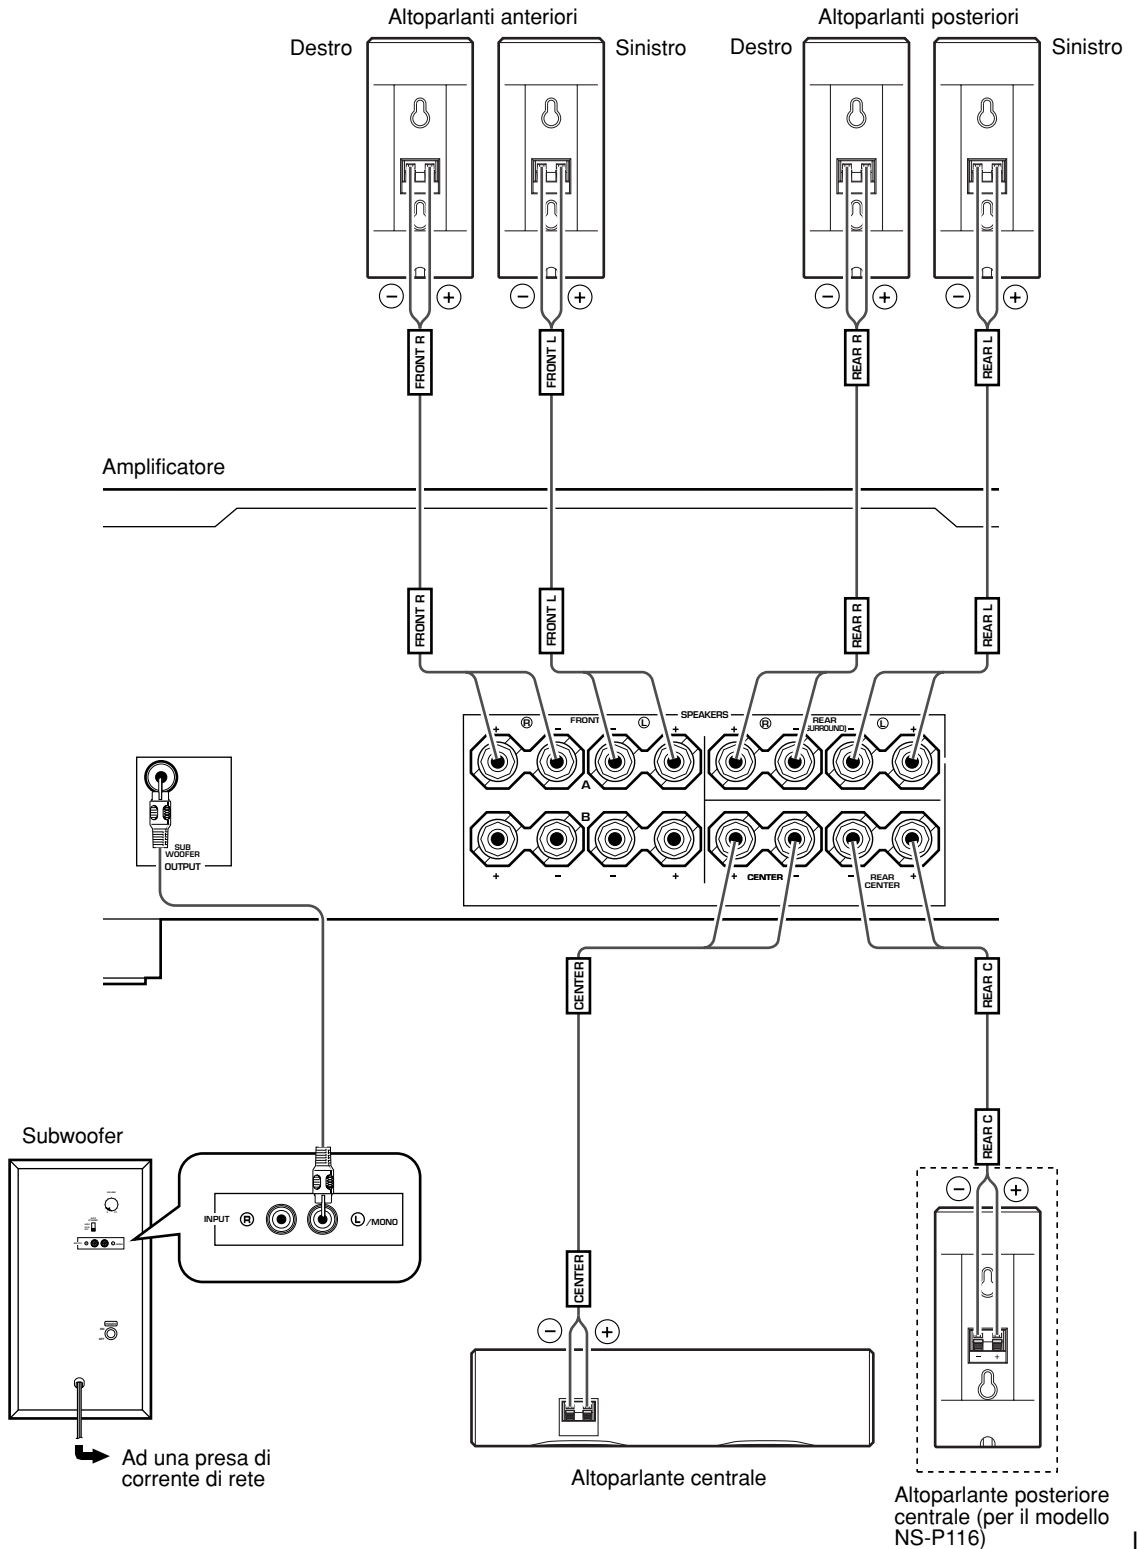 Altoparlanti anteriori
Altoparlanti posteriori
Destro
Sinistro
Destro
Sinistro
− + − + − + − +
FRONT R
FRONT L
REAR R
REAR L
Amplificatore
FRONT R
FRONT L
REAR R
REAR L
SPEAKERS
+ R − FRONT − L +
+ R − REAR − L +
(SURROUND)
A
B
SUB
WOOFER
OUTPUT
+ − − +
+ CENTER − − REAR +
CENTER
CENTER
REAR C
REAR C
Subwoofer
INPUT R L /MONO
CENTER
− +
− +
− +
Ad una presa di
corrente di rete
Altoparlante centrale
Altoparlante posteriore
centrale (per il modello
NS-P116)
I